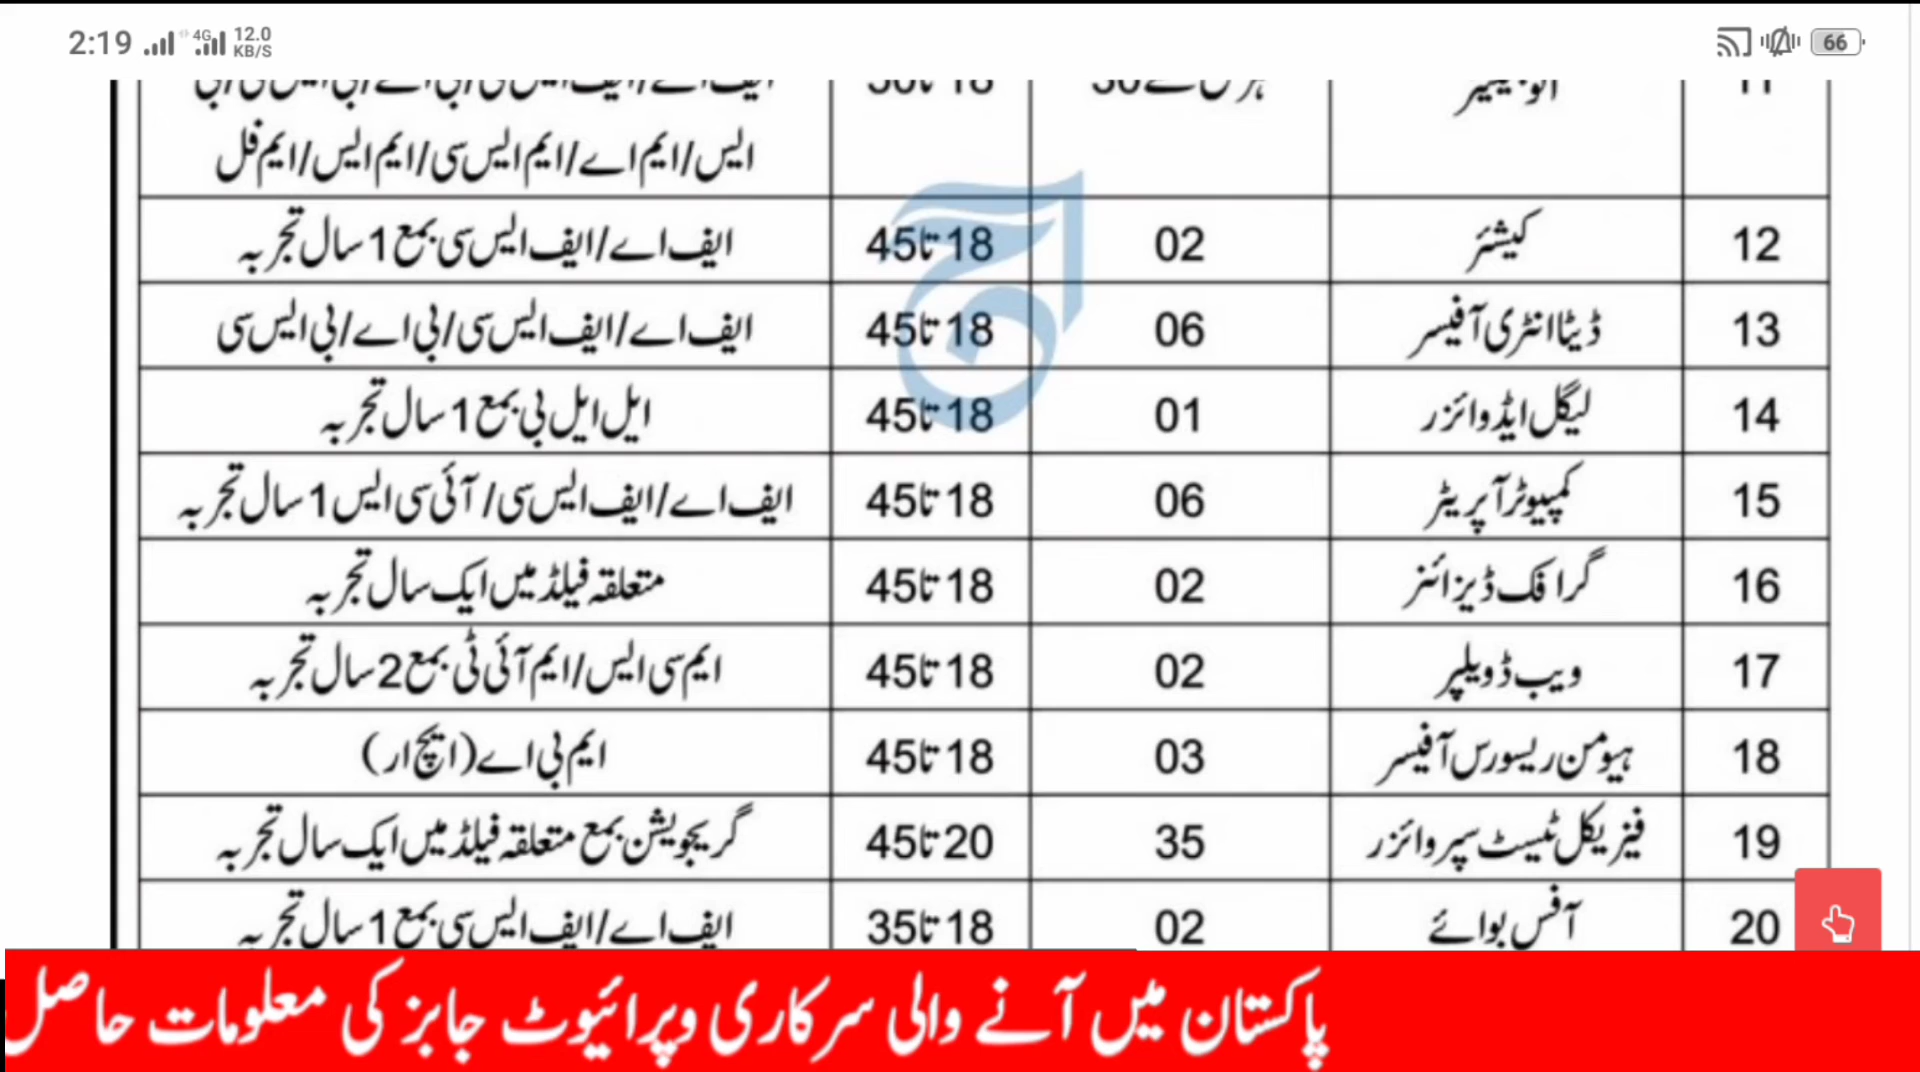 2:19 4G 12.0 KB/S 66
11
ایس/ایم اے/ایم ایس سی/ایم ایس/ایم فل
12 کیشئر 02 18 تا 45 ایف اے/ایف ایس سی بمع 1 سال تجربہ
13 ڈیٹا انٹری آفیسر 06 18 تا 45 ایف اے/ایف ایس سی/بی اے/بی ایس سی
14 لیگل ایڈوائزر 01 18 تا 45 ایل ایل بی بمع 1 سال تجربہ
15 کمپیوٹر آپریٹر 06 18 تا 45 ایف اے/ایف ایس سی/آئی سی ایس 1 سال تجربہ
16 گرافک ڈیزائنر 02 18 تا 45 متعلقہ فیلڈ میں ایک سال تجربہ
17 ویب ڈویلپر 02 18 تا 45 ایم سی ایس/ایم آئی ٹی بمع 2 سال تجربہ
18 ہیومن ریسورس آفیسر 03 18 تا 45 ایم بی اے (ایچ ار)
19 فیزیکل ٹیسٹ سپروائزر 35 20 تا 45 گریجویشن بمع متعلقہ فیلڈ میں ایک سال تجربہ
20 آفس بوائے 02 18 تا 35 ایف اے/ایف ایس سی بمع 1 سال تجربہ
پاکستان میں آنے والی سرکاری وپرائیوٹ جابز کی معلومات حاصل